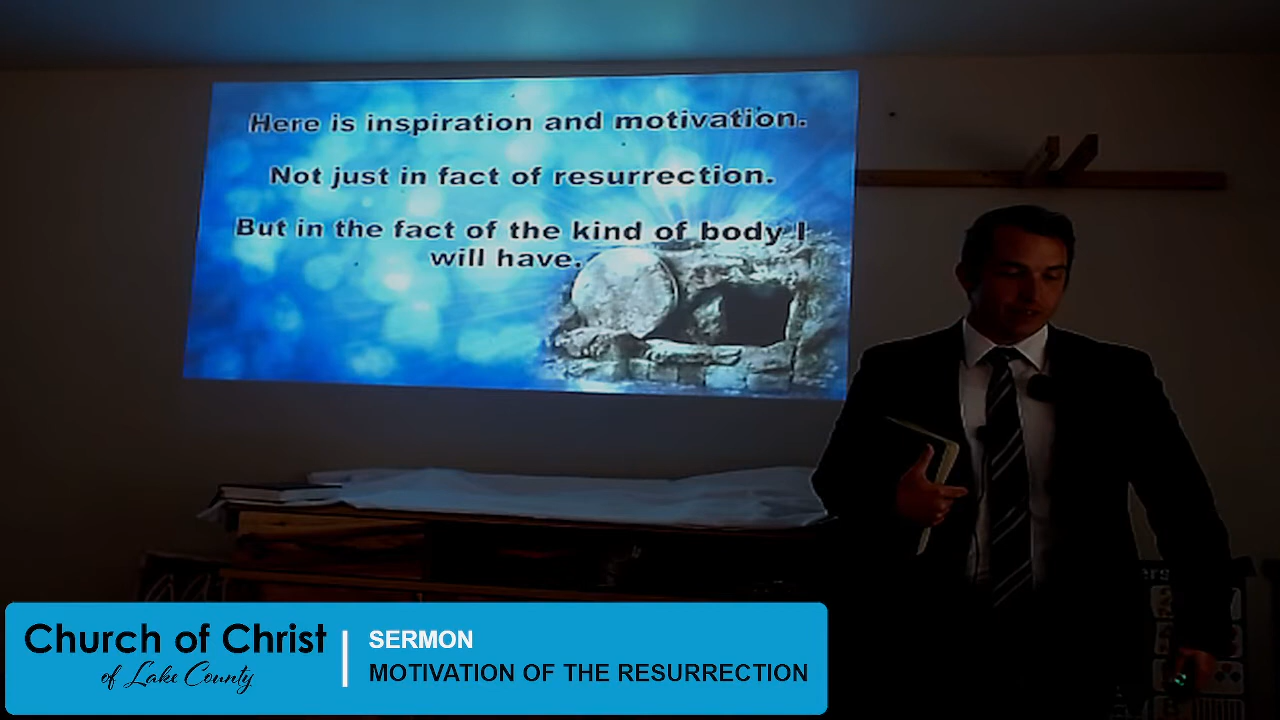 Here is inspiration and motivation.
Not just in fact of resurrection.
But in the fact of the kind of body I
will have.
Church of Christ
of Lake County
SERMON
MOTIVATION OF THE RESURRECTION